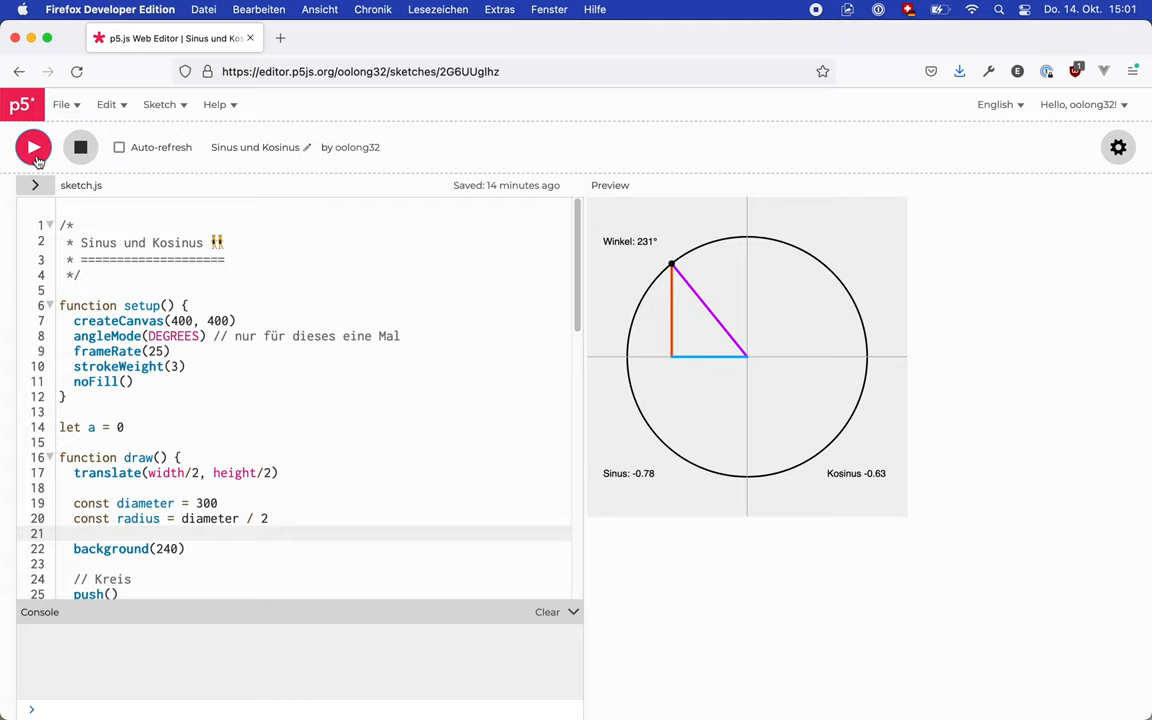 Firefox Developer Edition Datei Bearbeiten Ansicht Chronik Lesezeichen Extras Fenster Hilfe Do. 14. Okt. 15:01
p5.js Web Editor | Sinus und Kos
https://editor.p5js.org/oolong32/sketches/2G6UUglhz
E 1
p5* File Edit Sketch Help English Hello, oolong32!
Auto-refresh Sinus und Kosinus by oolong32
sketch.js Saved: 14 minutes ago Preview
1 /*
2 * Sinus und Kosinus 👯
3 * ====================
4 */
5
6 function setup() {
7 createCanvas(400, 400)
8 angleMode(DEGREES) // nur für dieses eine Mal
9 frameRate(25)
10 strokeWeight(3)
11 noFill()
12 }
13
14 let a = 0
15
16 function draw() {
17 translate(width/2, height/2)
18
19 const diameter = 300
20 const radius = diameter / 2
21
22 background(240)
23
24 // Kreis
25 push()
Winkel: 231°
Sinus: -0.78 Kosinus -0.63
Console Clear
>